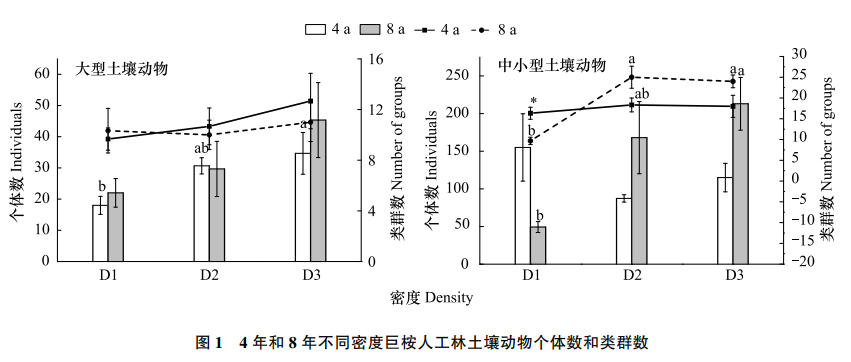 4 a 8 a 4 a 8 a
大型土壤动物
个体数 Individuals
60
50
40
30
20
10
0
b
ab
a
D1 D2 D3
16
12
8
4
0
类群数 Number of groups
中小型土壤动物
个体数 Individuals
250
200
150
100
50
0
*
b
b
a
ab
a
a
D1 D2 D3
30
25
20
15
10
5
0
−5
−10
−15
−20
类群数 Number of groups
密度 Density
图 1 4 年和 8 年不同密度巨桉人工林土壤动物个体数和类群数